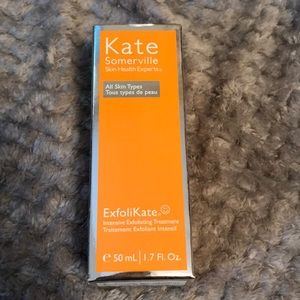 Kate
Somerville
Skin Health Experts
All Skin Types
Tous types de peau
ExfoliKate
Intensive Exfoliating Treatment
Traitement Exfoliant Intensif
e 50 mL 1.7 Fl. Oz.